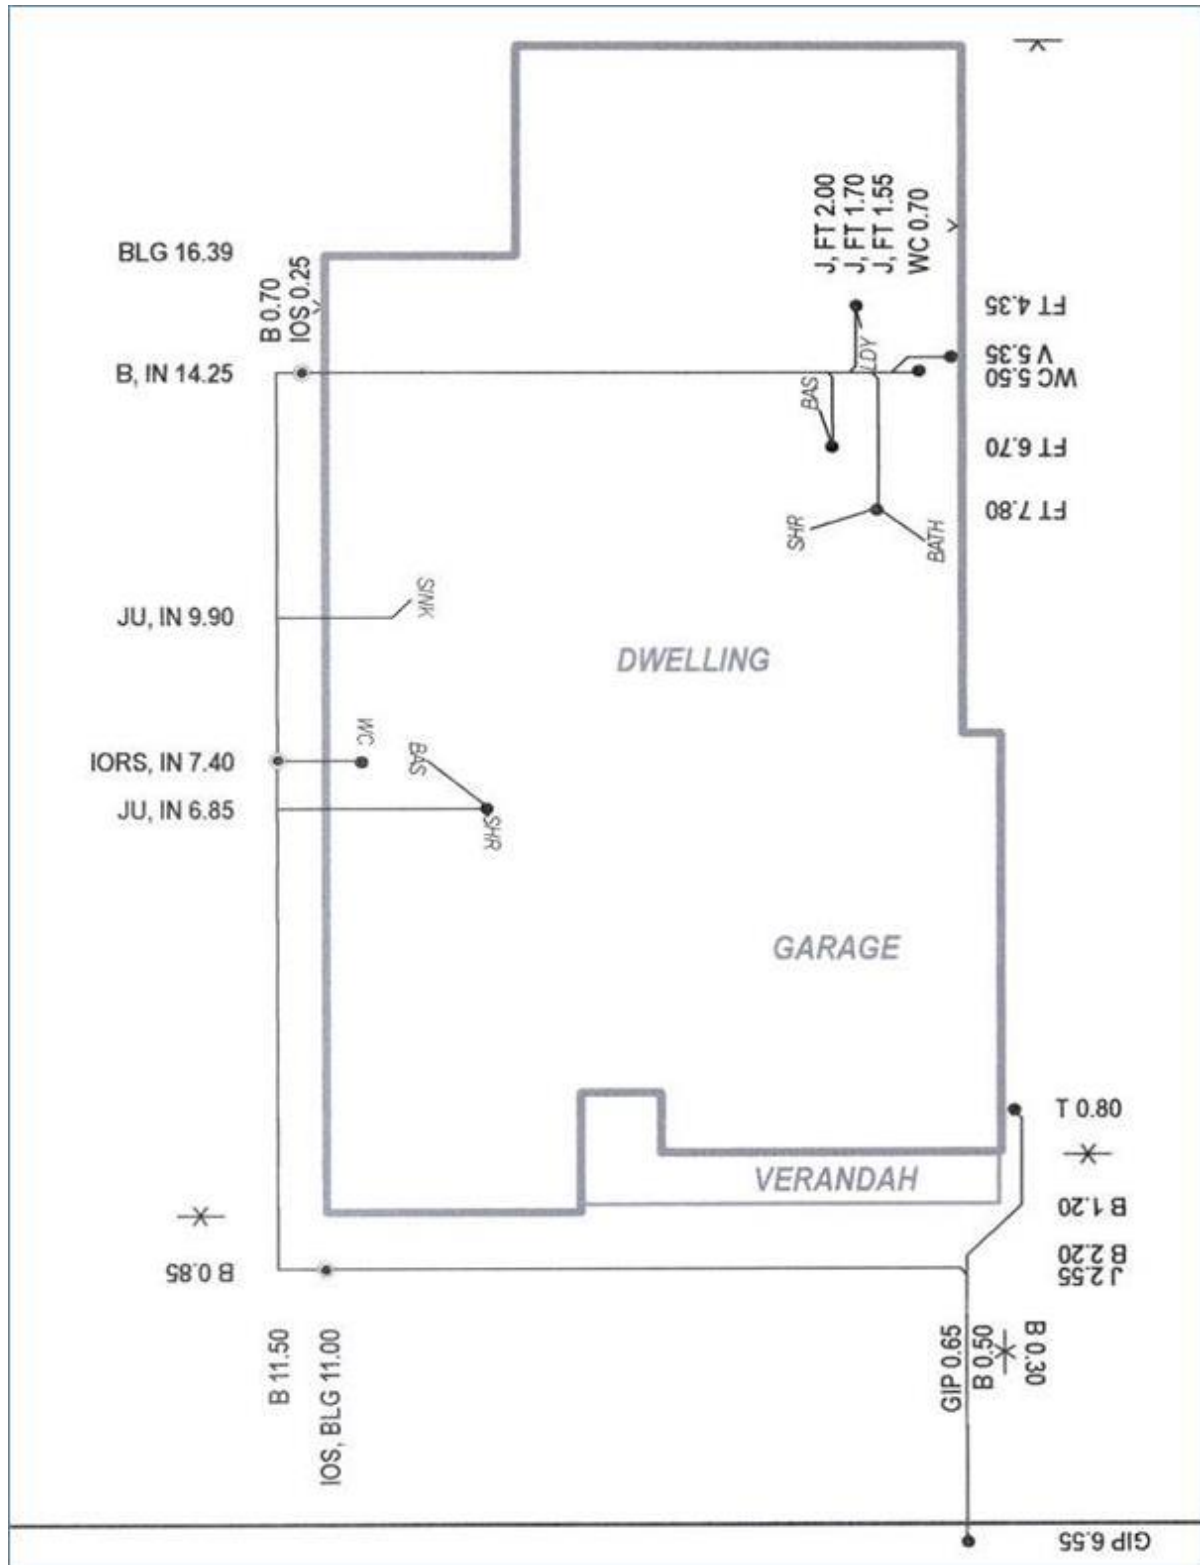 J, FT 2.00
J, FT 1.70
J, FT 1.55
WC 0.70
BLG 16.39
B 0.70
IOS 0.25
B, IN 14.25
FT 4.35
V 5.35
WC 5.50
LDY
BAS
FT 6.70
FT 7.80
SHR
BATH
JU, IN 9.90
SINK
DWELLING
IORS, IN 7.40
WC
BAS
JU, IN 6.85
SHR
GARAGE
T 0.80
VERANDAH
B 1.20
B 2.20
J 2.55
B 0.85
B 11.50
IOS, BLG 11.00
GIP 0.65
B 0.50
B 0.30
GIP 6.55